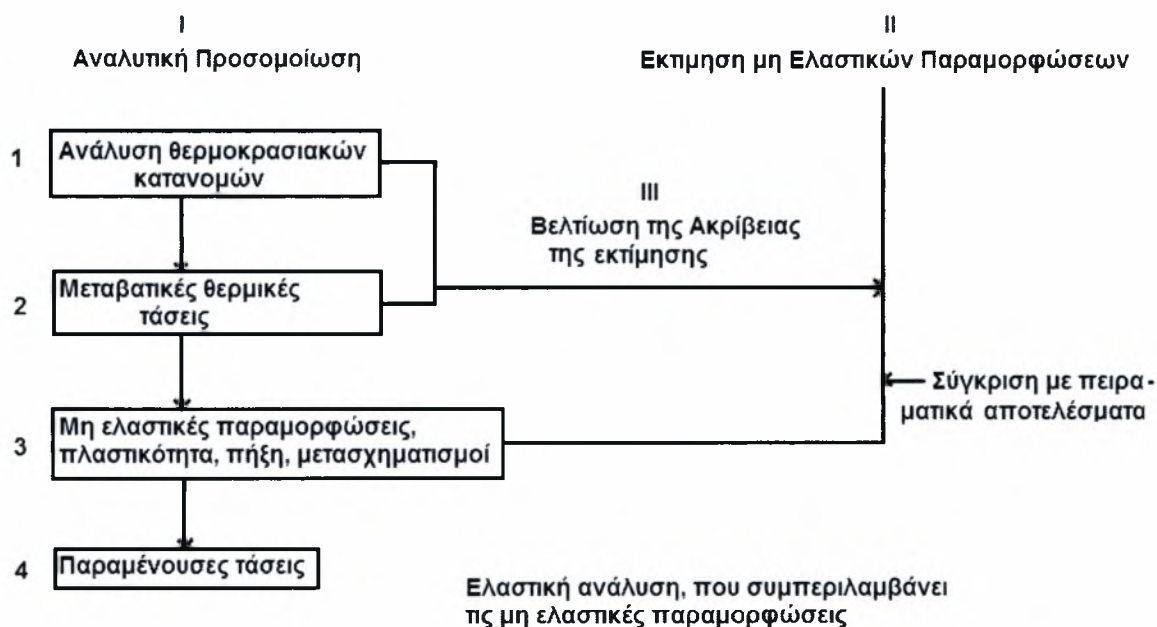 I
Αναλυτική Προσομοίωση
II
Εκτιμηση μη Ελαστικών Παραμορφώσεων
1
Ανάλυση θερμοκρασιακών
κατανομών
III
Βελτίωση της Ακρίβειας
της εκτίμησης
2
Μεταβατικές θερμικές
τάσεις
Σύγκριση με πειρα-
ματικά αποτελέσματα
3
Μη ελαστικές παραμορφώσεις,
πλαστικότητα, πήξη, μετασχηματισμοί
4
Παραμένουσες τάσεις
Ελαστική ανάλυση, που συμπεριλαμβάνει
τις μη ελαστικές παραμορφώσεις